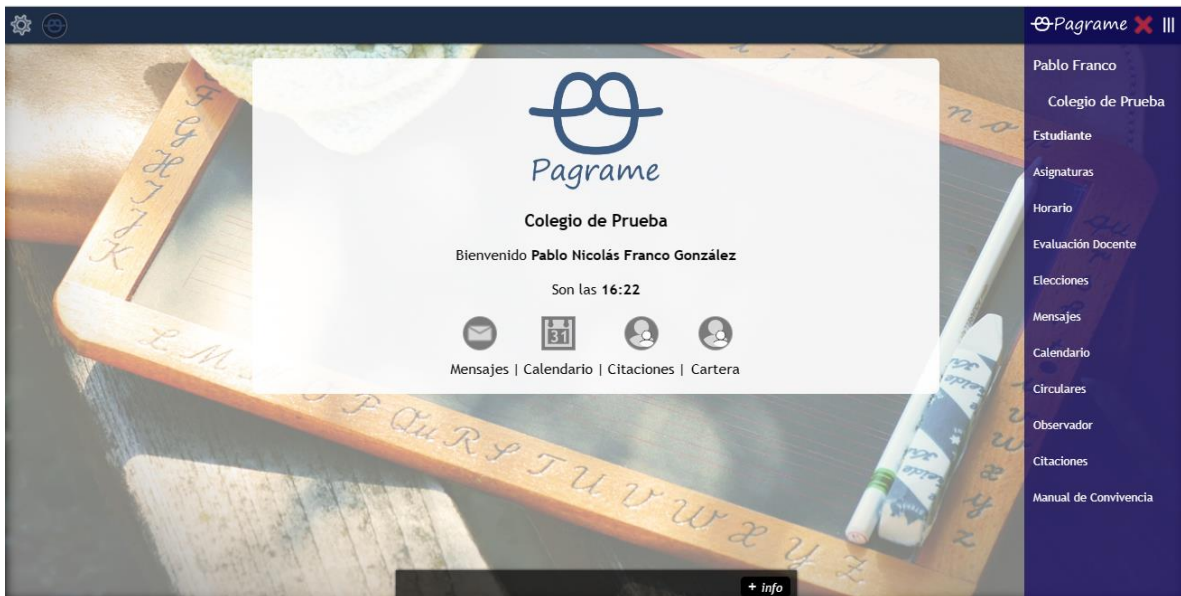 Pagrame
Pablo Franco
Colegio de Prueba
Estudiante
Asignaturas
Horario
Evaluación Docente
Elecciones
Mensajes
Calendario
Circulares
Observador
Citaciones
Manual de Convivencia
Pagrame
Colegio de Prueba
Bienvenido Pablo Nicolás Franco González
Son las 16:22
31
Mensajes | Calendario | Citaciones | Cartera
F
G
H
I
J
K
L M
P Qu R S T U V W X Y Z
n o
qu
v
w
x
y
z
+ info